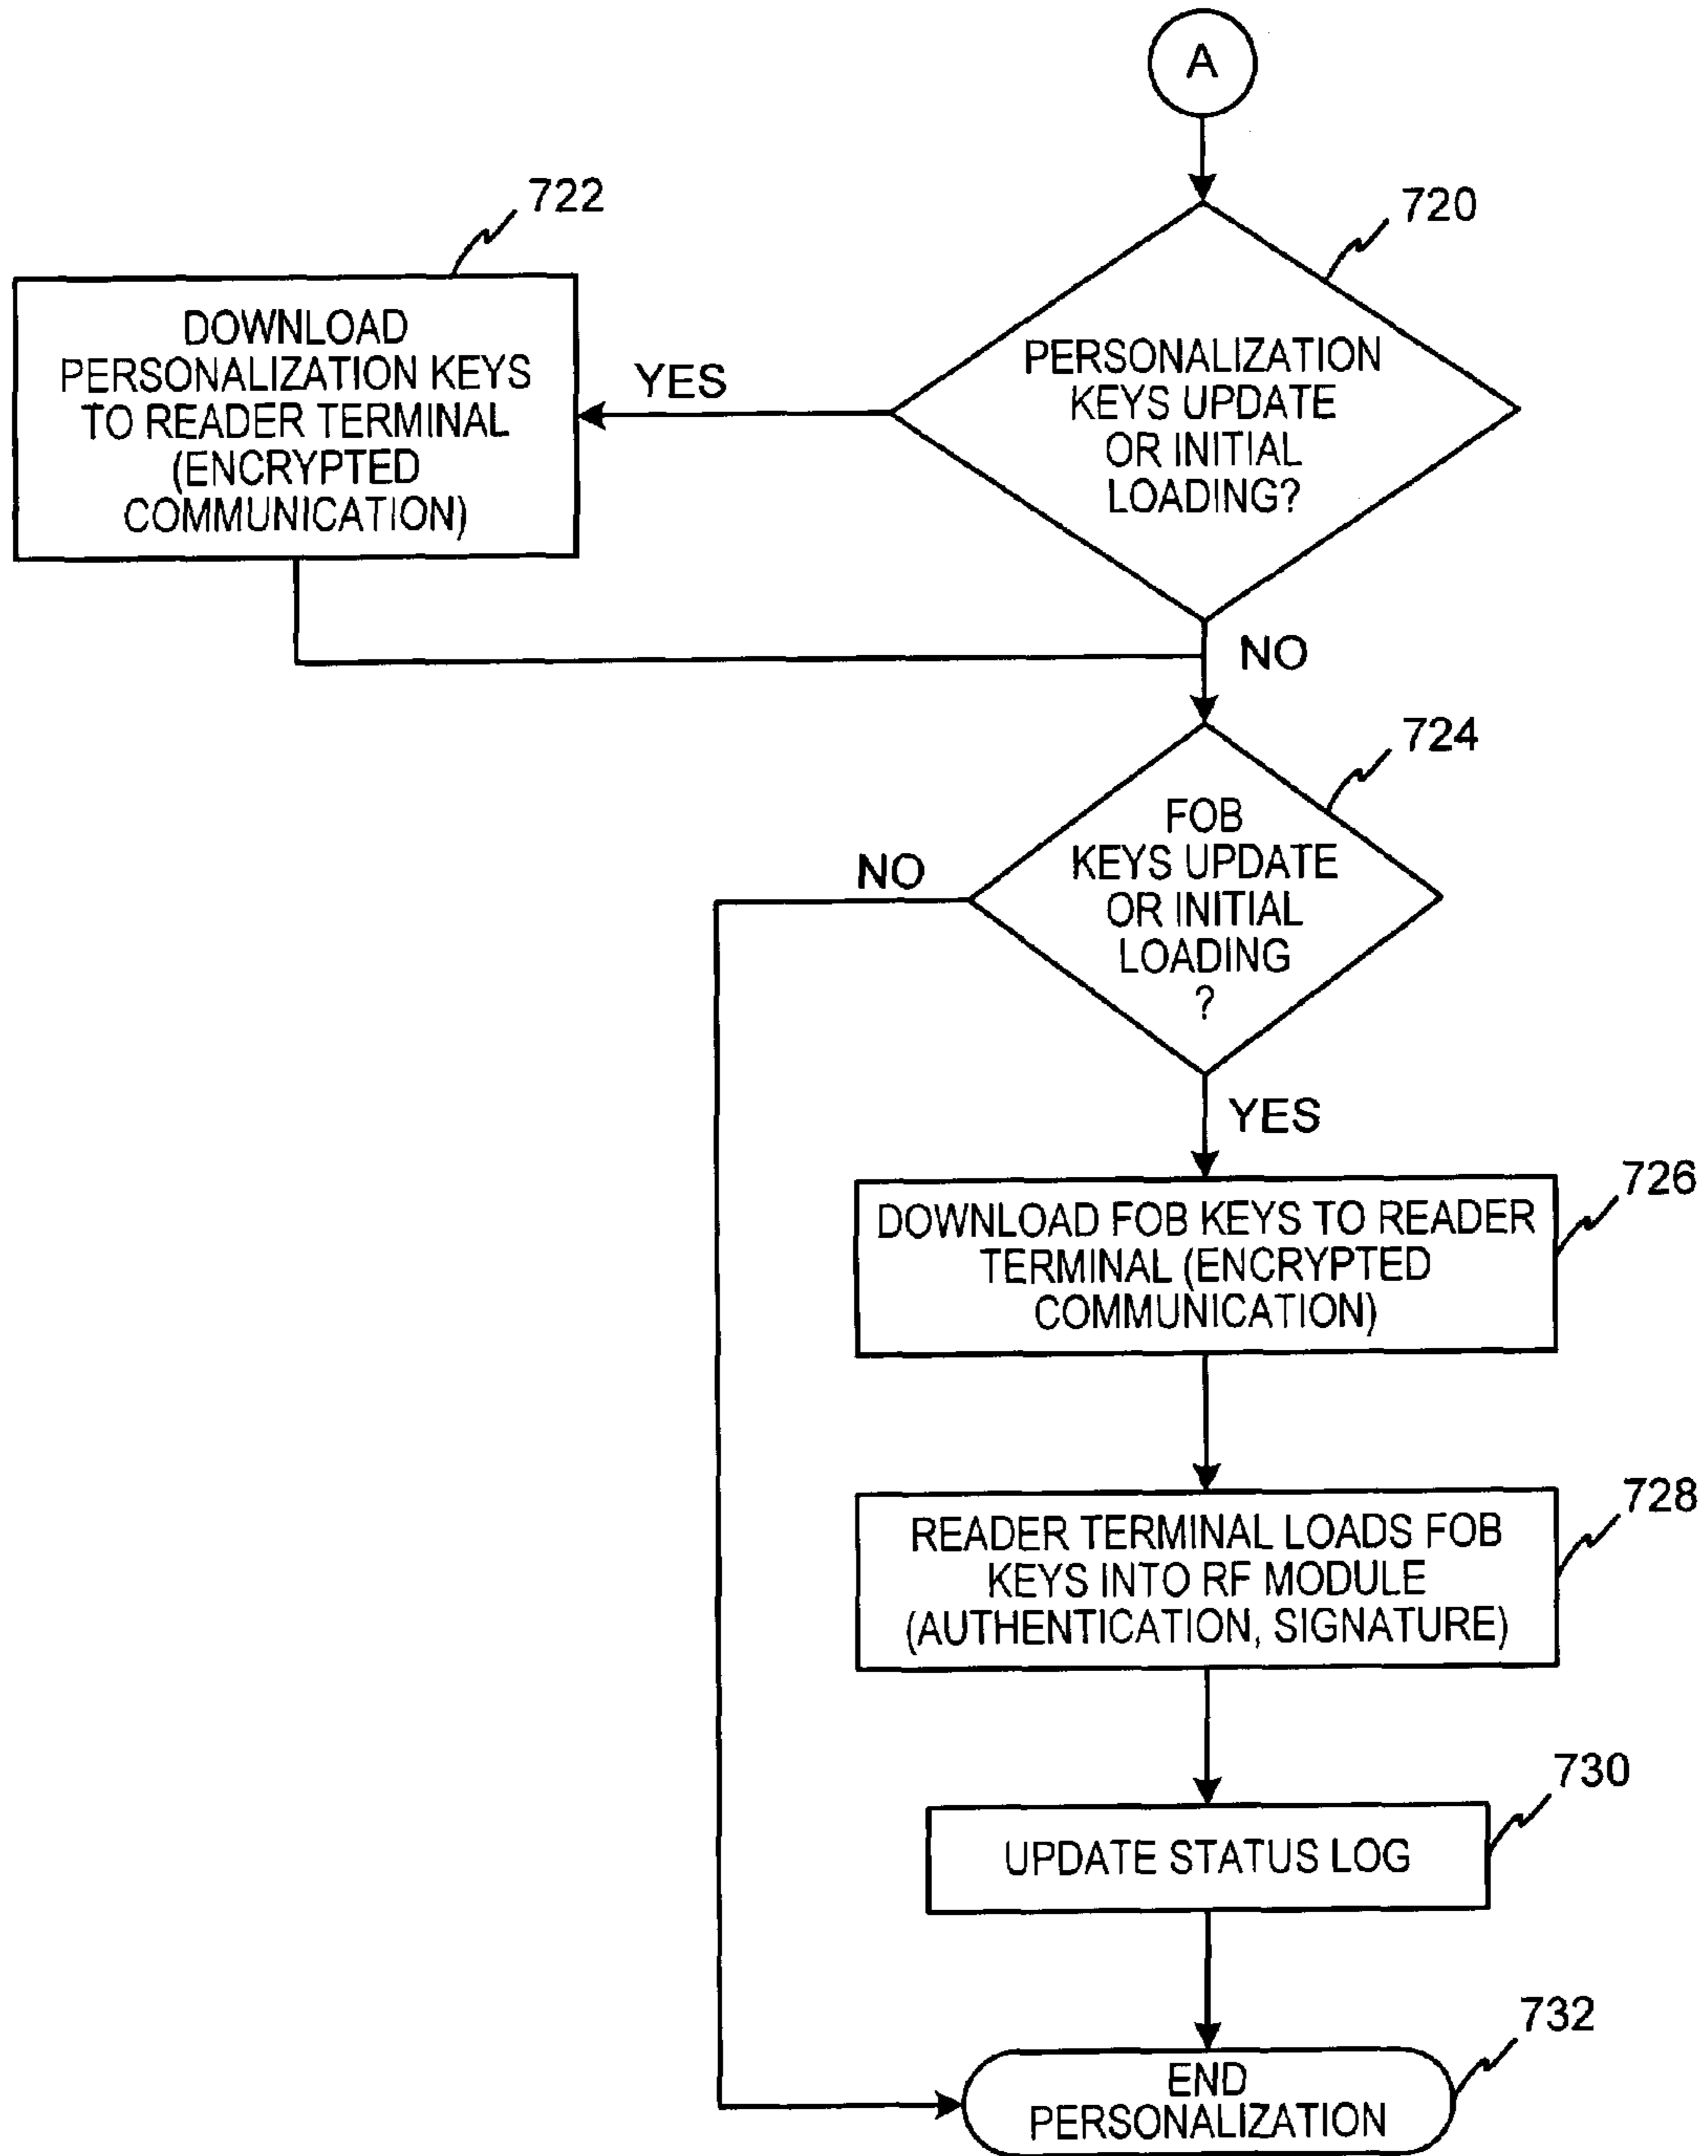 A
720
722
PERSONALIZATION
KEYS UPDATE
OR INITIAL
LOADING?
YES
DOWNLOAD
PERSONALIZATION KEYS
TO READER TERMINAL
(ENCRYPTED
COMMUNICATION)
NO
724
FOB
KEYS UPDATE
OR INITIAL
LOADING
?
NO
YES
726
DOWNLOAD FOB KEYS TO READER
TERMINAL (ENCRYPTED
COMMUNICATION)
728
READER TERMINAL LOADS FOB
KEYS INTO RF MODULE
(AUTHENTICATION, SIGNATURE)
730
UPDATE STATUS LOG
732
END
PERSONALIZATION